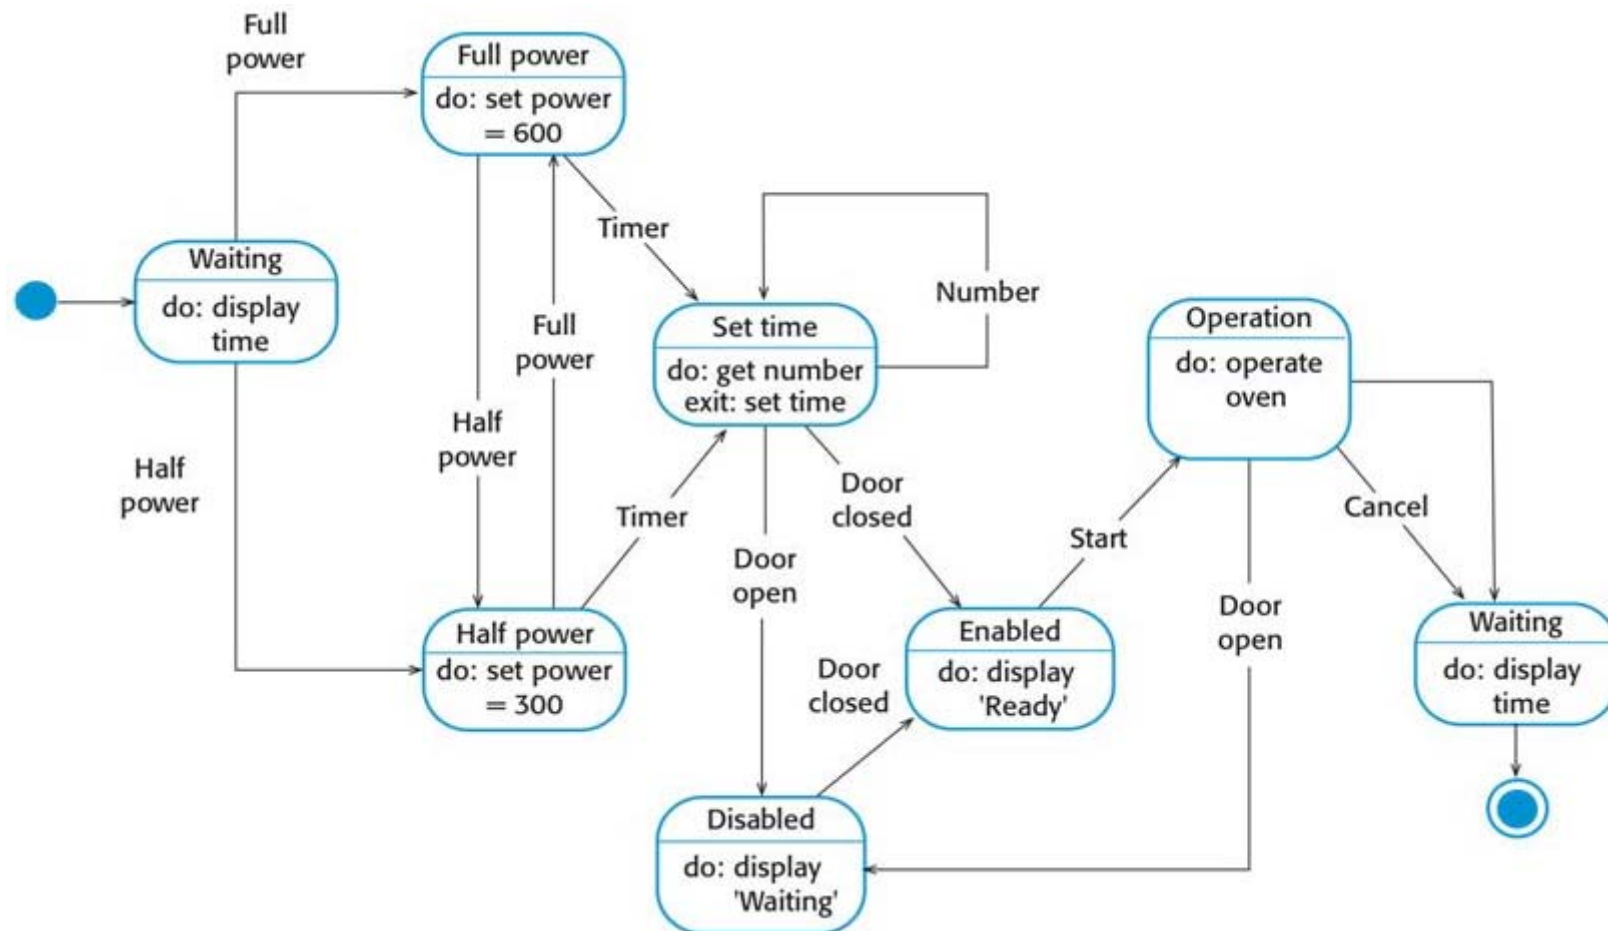 Full
power
Full power
do: set power
= 600
Waiting
do: display
time
Timer
Number
Full
power
Set time
do: get number
exit: set time
Operation
do: operate
oven
Half
power
Half
power
Timer
Door
closed
Door
open
Start
Cancel
Door
open
Half power
do: set power
= 300
Door
closed
Enabled
do: display
'Ready'
Waiting
do: display
time
Disabled
do: display
'Waiting'